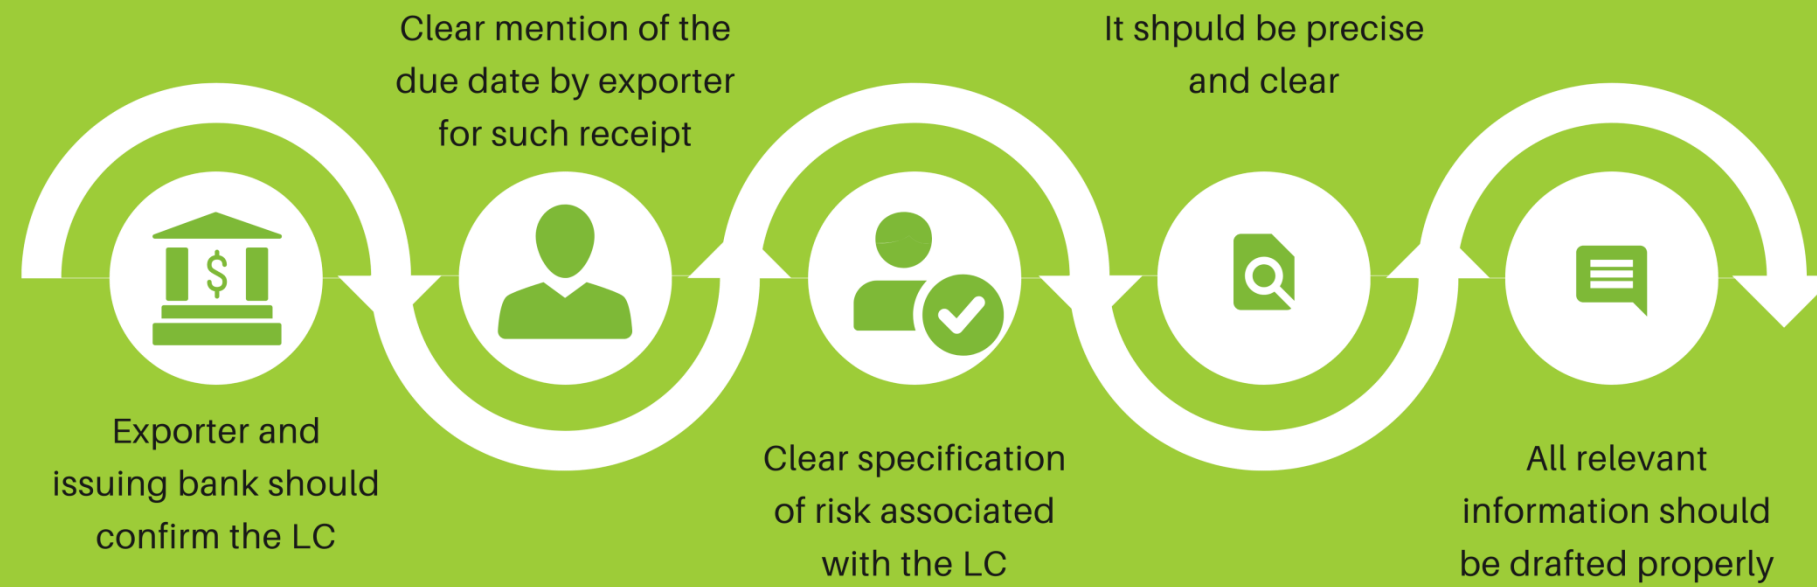 Exporter and
issuing bank should
confirm the LC
Clear mention of the
due date by exporter
for such receipt
Clear specification
of risk associated
with the LC
It shpuld be precise
and clear
All relevant
information should
be drafted properly
$